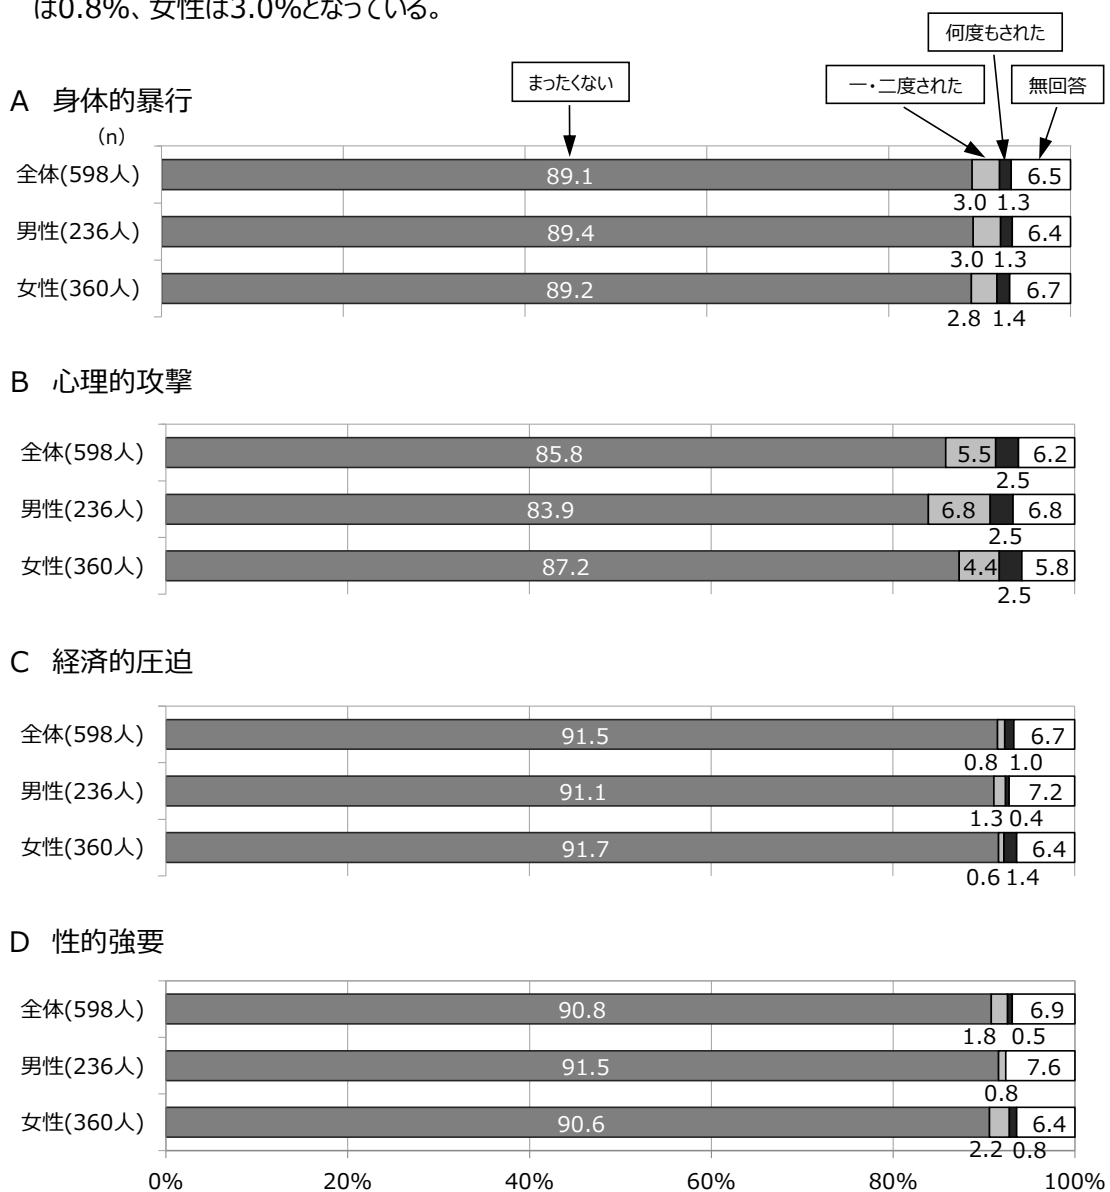 は0.8%、女性は3.0%となっている。
何度もされた
まったくない
一・二度された
無回答
A 身体的暴行
(n)
全体(598人)
89.1
6.5
3.0 1.3
男性(236人)
89.4
6.4
3.0 1.3
女性(360人)
89.2
6.7
2.8 1.4
B 心理的攻撃
全体(598人)
85.8
5.5
6.2
2.5
男性(236人)
83.9
6.8
6.8
2.5
女性(360人)
87.2
4.4
5.8
2.5
C 経済的圧迫
全体(598人)
91.5
6.7
0.8 1.0
男性(236人)
91.1
7.2
1.3 0.4
女性(360人)
91.7
6.4
0.6 1.4
D 性的強要
全体(598人)
90.8
6.9
1.8 0.5
男性(236人)
91.5
7.6
0.8
女性(360人)
90.6
6.4
2.2 0.8
0% 20% 40% 60% 80% 100%